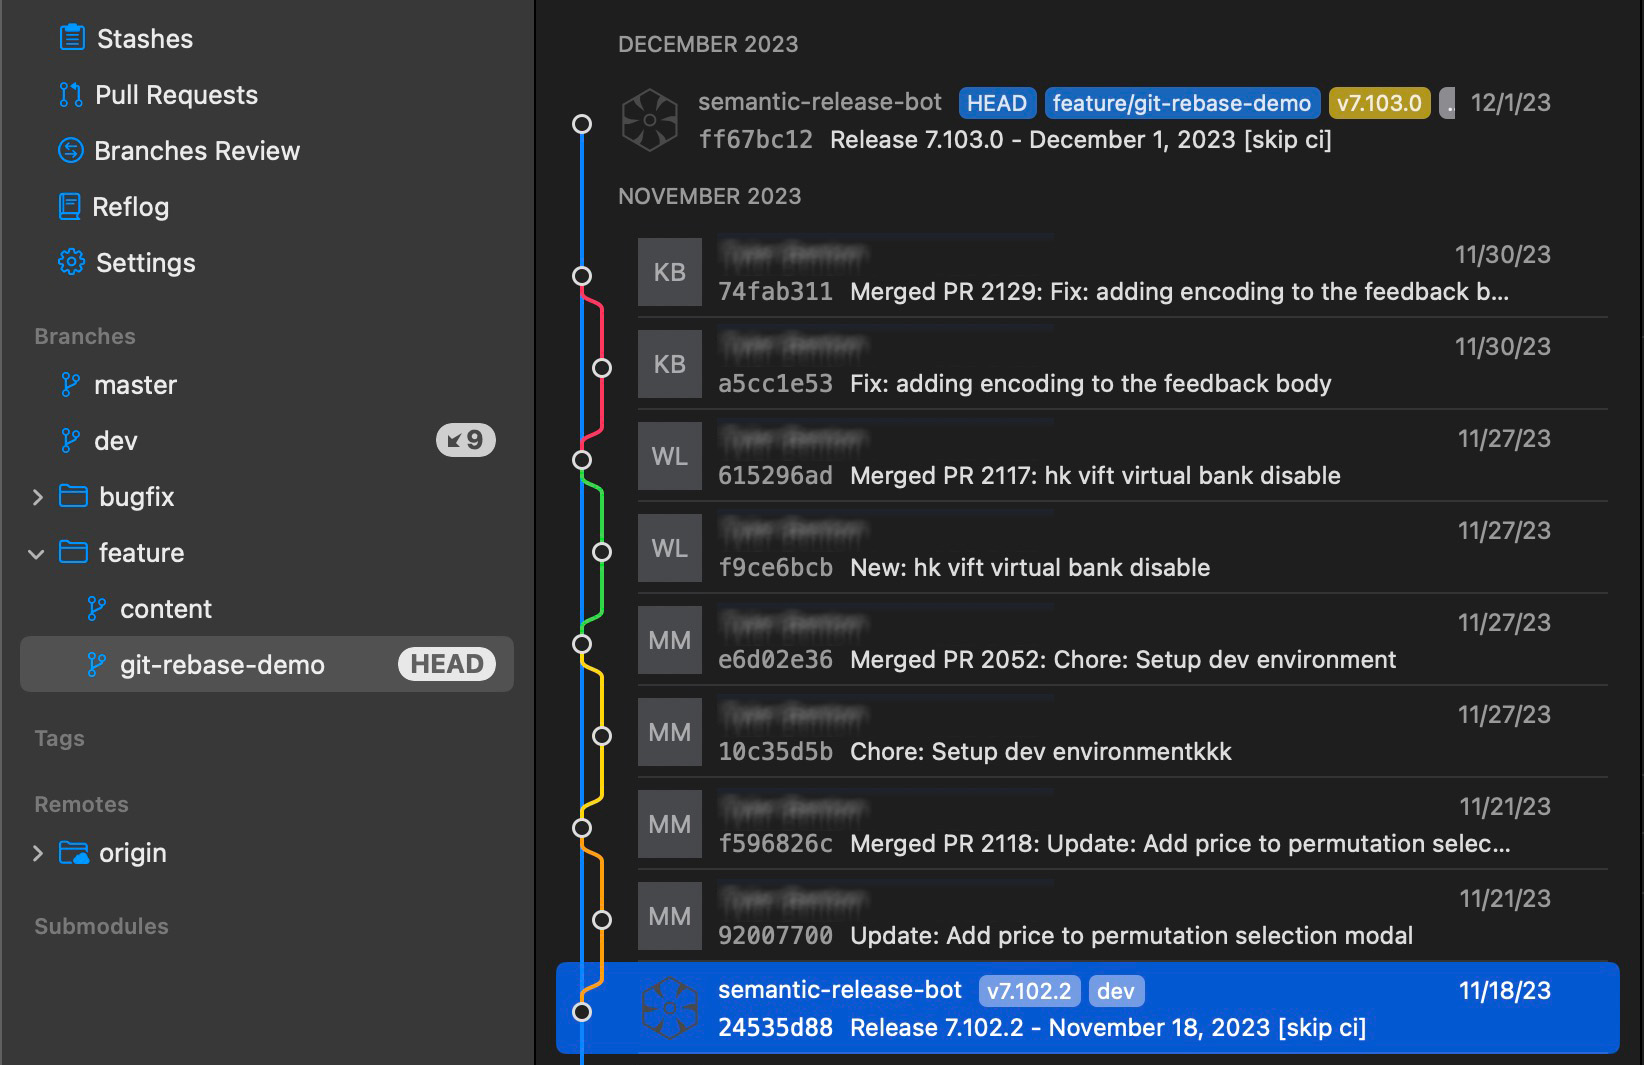 Stashes
Pull Requests
Branches Review
Reflog
Settings
Branches
master
dev 9
bugfix
feature
content
git-rebase-demo HEAD
Tags
Remotes
origin
Submodules
DECEMBER 2023
semantic-release-bot HEAD feature/git-rebase-demo v7.103.0 .. 12/1/23
ff67bc12 Release 7.103.0 - December 1, 2023 [skip ci]
NOVEMBER 2023
KB 11/30/23
74fab311 Merged PR 2129: Fix: adding encoding to the feedback b...
KB 11/30/23
a5cc1e53 Fix: adding encoding to the feedback body
WL 11/27/23
615296ad Merged PR 2117: hk vift virtual bank disable
WL 11/27/23
f9ce6bcb New: hk vift virtual bank disable
MM 11/27/23
e6d02e36 Merged PR 2052: Chore: Setup dev environment
MM 11/27/23
10c35d5b Chore: Setup dev environmentkkk
MM 11/21/23
f596826c Merged PR 2118: Update: Add price to permutation selec...
MM 11/21/23
92007700 Update: Add price to permutation selection modal
semantic-release-bot v7.102.2 dev 11/18/23
24535d88 Release 7.102.2 - November 18, 2023 [skip ci]